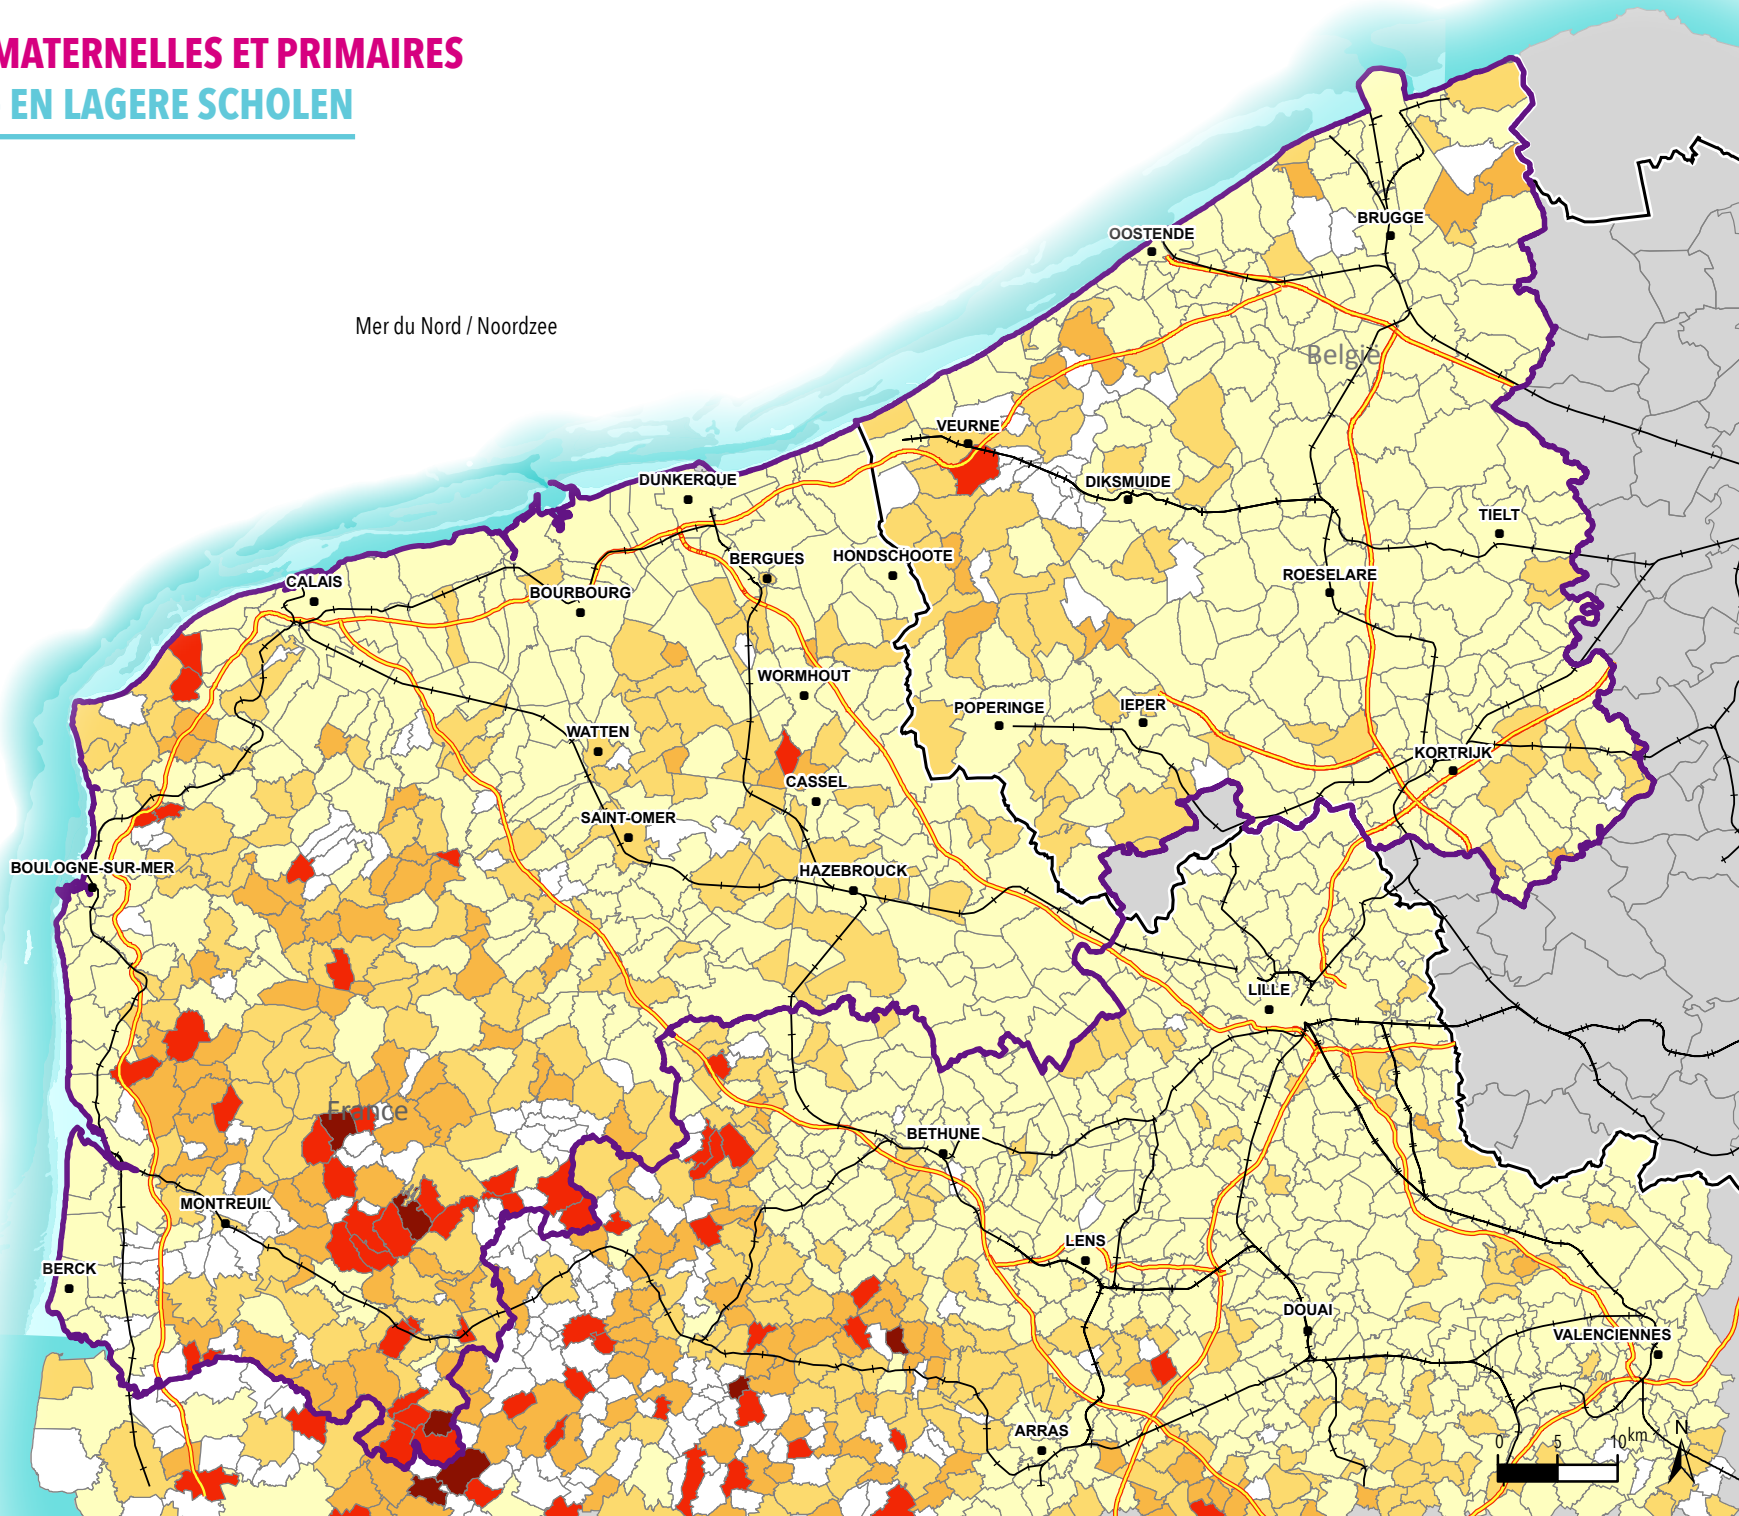 MATERNELLES ET PRIMAIRES
EN LAGERE SCHOLEN
Mer du Nord / Noordzee
BRUGGE
OOSTENDE
België
VEURNE
DUNKERQUE
DIKSMUIDE
TIELT
BERGUES
HONDSCHOOTE
CALAIS
BOURBOURG
ROESELARE
WORMHOUT
POPERINGE
IEPER
WATTEN
KORTRIJK
CASSEL
SAINT-OMER
BOULOGNE-SUR-MER
HAZEBROUCK
LILLE
France
BETHUNE
MONTREUIL
LENS
BERCK
DOUAI
VALENCIENNES
ARRAS
N
0 5 10 km